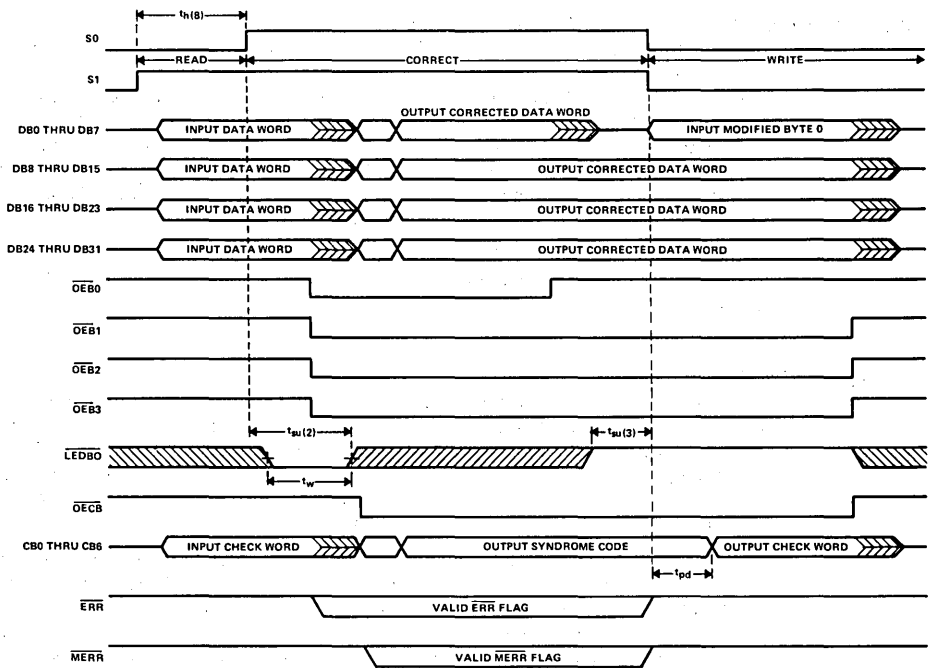 th(8)
S0
READ CORRECT WRITE
S1
OUTPUT CORRECTED DATA WORD
DB0 THRU DB7 INPUT DATA WORD INPUT MODIFIED BYTE 0
DB8 THRU DB15 INPUT DATA WORD OUTPUT CORRECTED DATA WORD
DB16 THRU DB23 INPUT DATA WORD OUTPUT CORRECTED DATA WORD
DB24 THRU DB31 INPUT DATA WORD OUTPUT CORRECTED DATA WORD
OEB0
OEB1
OEB2
OEB3
tsu(2) tsu(3)
LEDBO
tw
OECB
CB0 THRU CB6 INPUT CHECK WORD OUTPUT SYNDROME CODE OUTPUT CHECK WORD
tpd
ERR VALID ERR FLAG
MERR VALID MERR FLAG